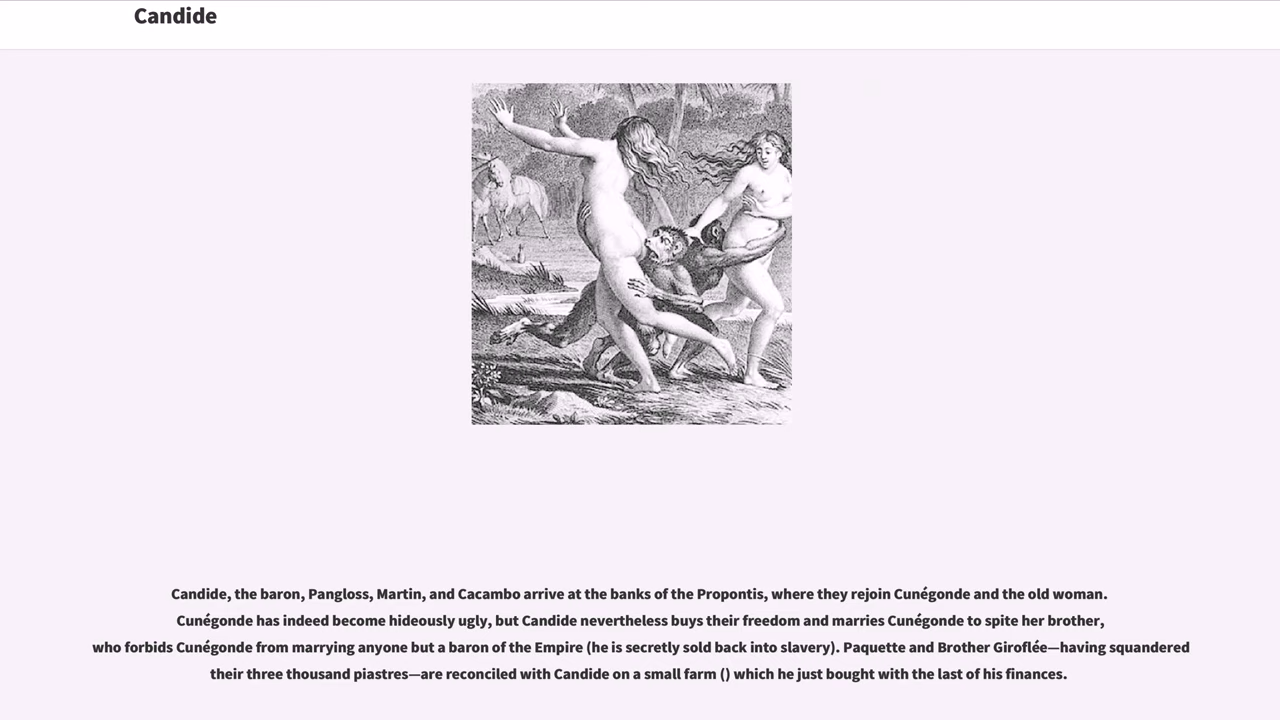 Candide
Candide, the baron, Pangloss, Martin, and Cacambo arrive at the banks of the Propontis, where they rejoin Cunégonde and the old woman.
Cunégonde has indeed become hideously ugly, but Candide nevertheless buys their freedom and marries Cunégonde to spite her brother,
who forbids Cunégonde from marrying anyone but a baron of the Empire (he is secretly sold back into slavery). Paquette and Brother Giroflée—having squandered
their three thousand piastres—are reconciled with Candide on a small farm () which he just bought with the last of his finances.